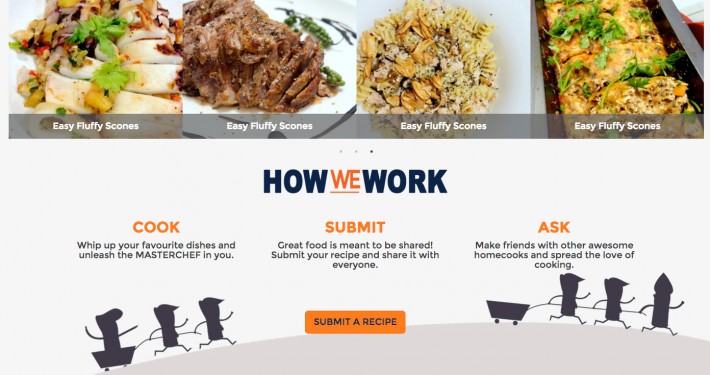 Easy Fluffy Scones
Easy Fluffy Scones
Easy Fluffy Scones
Easy Fluffy Scones
HOW WE WORK
COOK
Whip up your favourite dishes and
unleash the MASTERCHEF in you.
SUBMIT
Great food is meant to be shared!
Submit your recipe and share it with
everyone.
ASK
Make friends with other awesome
homecooks and spread the love of
cooking.
SUBMIT A RECIPE